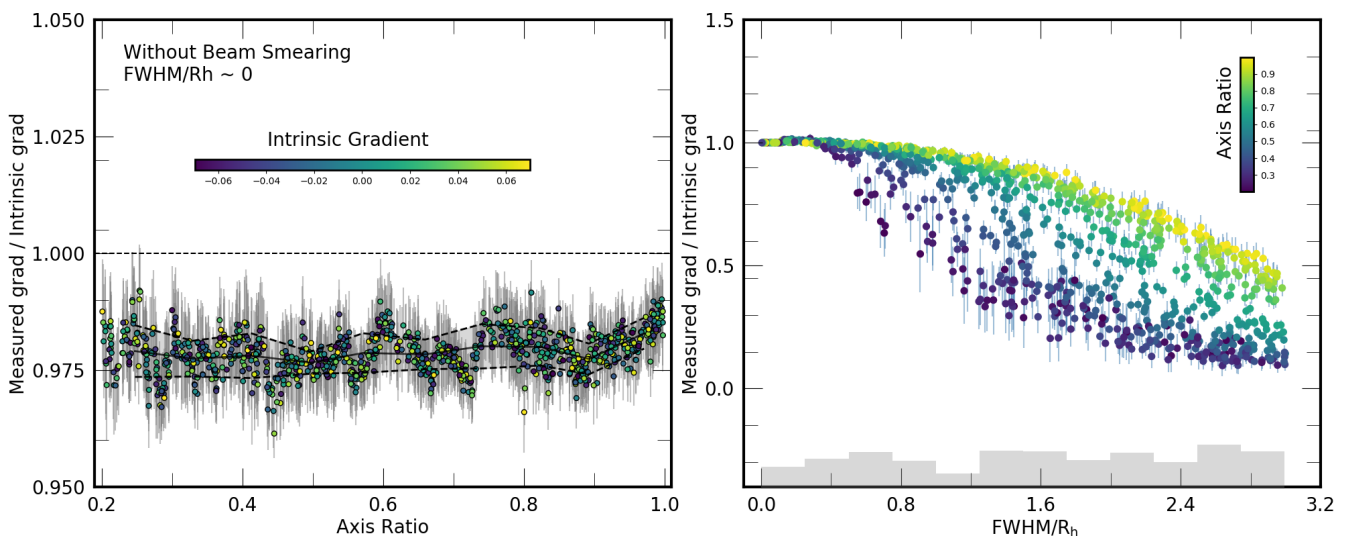 1.050
1.025
1.000
0.975
0.950
Measured grad / Intrinsic grad
Without Beam Smearing
FWHM/Rh ~ 0
Intrinsic Gradient
−0.06 −0.04 −0.02 0.00 0.02 0.04 0.06
0.2 0.4 0.6 0.8 1.0
Axis Ratio
1.5
1.0
0.5
0.0
Measured grad / Intrinsic grad
Axis Ratio
0.9
0.8
0.7
0.6
0.5
0.4
0.3
0.0 0.8 1.6 2.4 3.2
FWHM/Rₕ